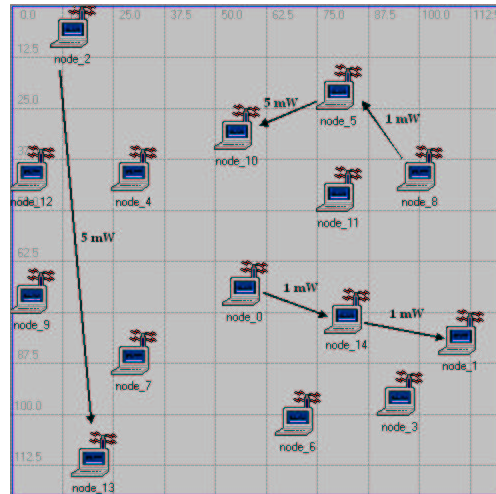 0.0 25.0 37.5 50.0 62.5 75.0 87.5 100.0 112.5
node_2
12.5
5 mW
node_5
1 mW
25.0
node_10
node_12
node_4
node_11
node_8
5 mW
62.5
1 mW
node_0
1 mW
node_9
node_14
node_1
87.5
node_7
100.0
node_3
node_6
112.5
node_13